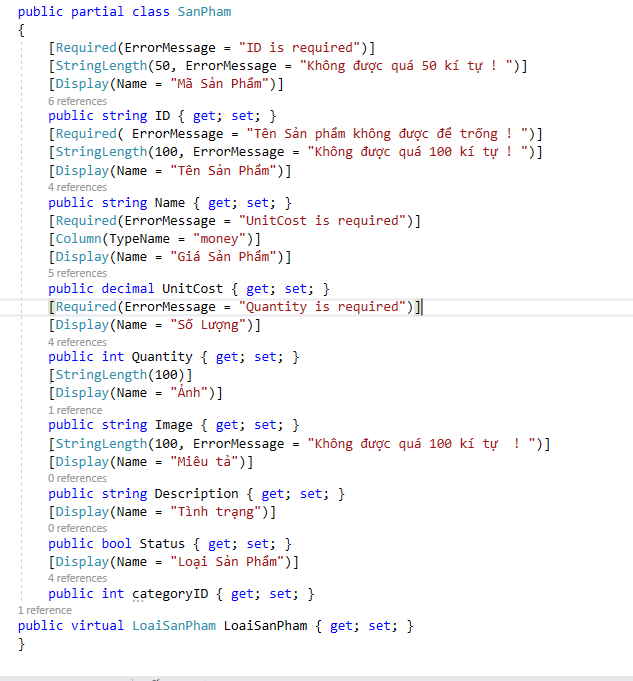 public partial class SanPham
{
[Required(ErrorMessage = "ID is required")]
[StringLength(50, ErrorMessage = "Không được quá 50 kí tự ! ")]
[Display(Name = "Mã Sản Phẩm")]
6 references
public string ID { get; set; }
[Required( ErrorMessage = "Tên Sản phẩm không được để trống ! ")]
[StringLength(100, ErrorMessage = "Không được quá 100 kí tự ! ")]
[Display(Name = "Tên Sản Phẩm")]
4 references
public string Name { get; set; }
[Required(ErrorMessage = "UnitCost is required")]
[Column(TypeName = "money")]
[Display(Name = "Giá Sản Phẩm")]
5 references
public decimal UnitCost { get; set; }
[Required(ErrorMessage = "Quantity is required")]
[Display(Name = "Số Lượng")]
4 references
public int Quantity { get; set; }
[StringLength(100)]
[Display(Name = "Ảnh")]
1 reference
public string Image { get; set; }
[StringLength(100, ErrorMessage = "Không được quá 100 kí tự  ! ")]
[Display(Name = "Miêu tả")]
0 references
public string Description { get; set; }
[Display(Name = "Tình trạng")]
0 references
public bool Status { get; set; }
[Display(Name = "Loại Sản Phẩm")]
4 references
public int categoryID { get; set; }
1 reference
public virtual LoaiSanPham LoaiSanPham { get; set; }
}